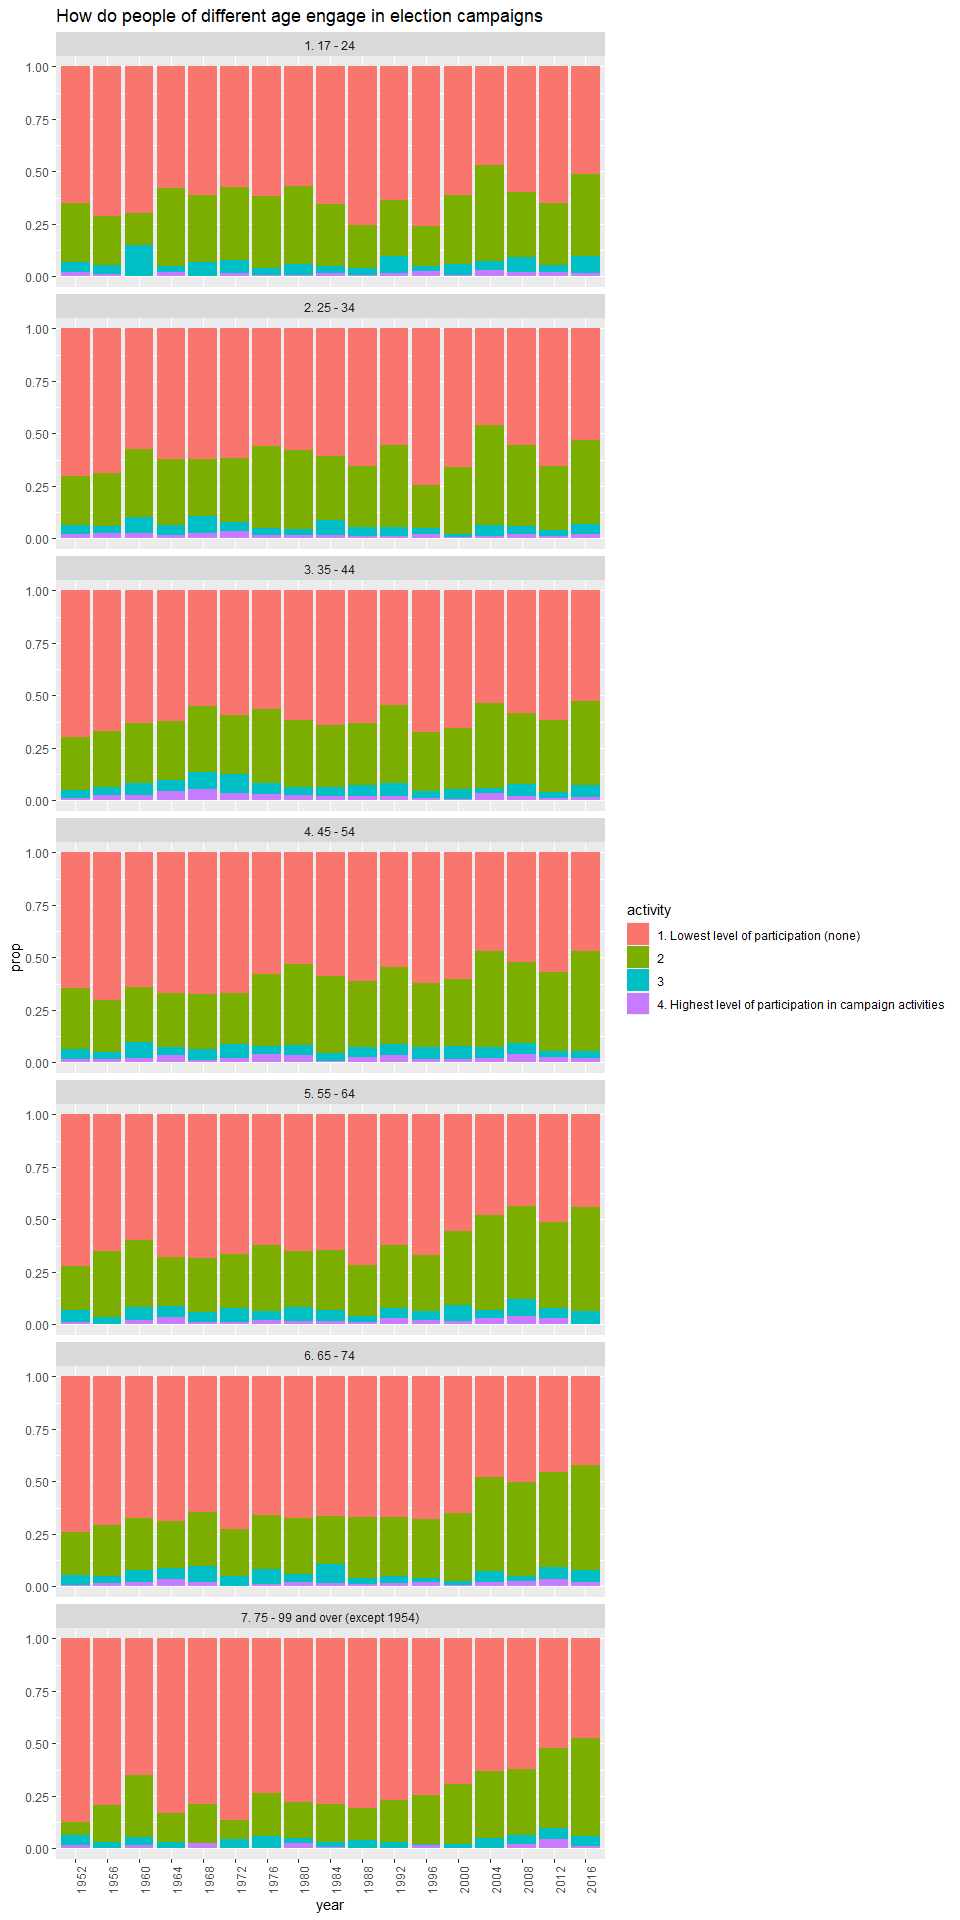 How do people of different age engage in election campaigns
1. 17 - 24
1.00
0.75
0.50
0.25
0.00
2. 25 - 34
1.00
0.75
0.50
0.25
0.00
3. 35 - 44
1.00
0.75
0.50
0.25
0.00
4. 45 - 54
1.00
0.75
0.50
0.25
0.00
prop
activity
1. Lowest level of participation (none)
2
3
4. Highest level of participation in campaign activities
5. 55 - 64
1.00
0.75
0.50
0.25
0.00
6. 65 - 74
1.00
0.75
0.50
0.25
0.00
7. 75 - 99 and over (except 1954)
1.00
0.75
0.50
0.25
0.00
1952 1956 1960 1964 1968 1972 1976 1980 1984 1988 1992 1996 2000 2004 2008 2012 2016
year